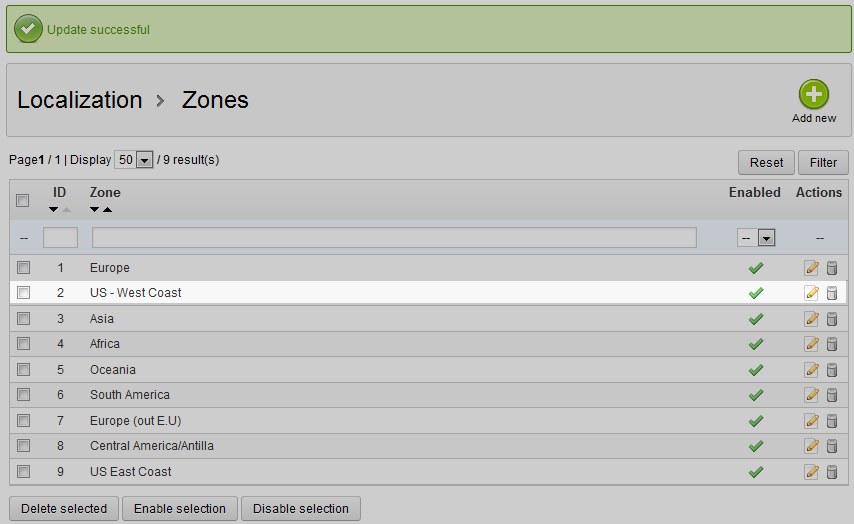 Update successful
Localization > Zones
Add new
Page1 / 1 | Display 50 / 9 result(s)
Reset Filter
ID Zone Enabled Actions
-- -- --
1 Europe
2 US - West Coast
3 Asia
4 Africa
5 Oceania
6 South America
7 Europe (out E.U)
8 Central America/Antilla
9 US East Coast
Delete selected Enable selection Disable selection